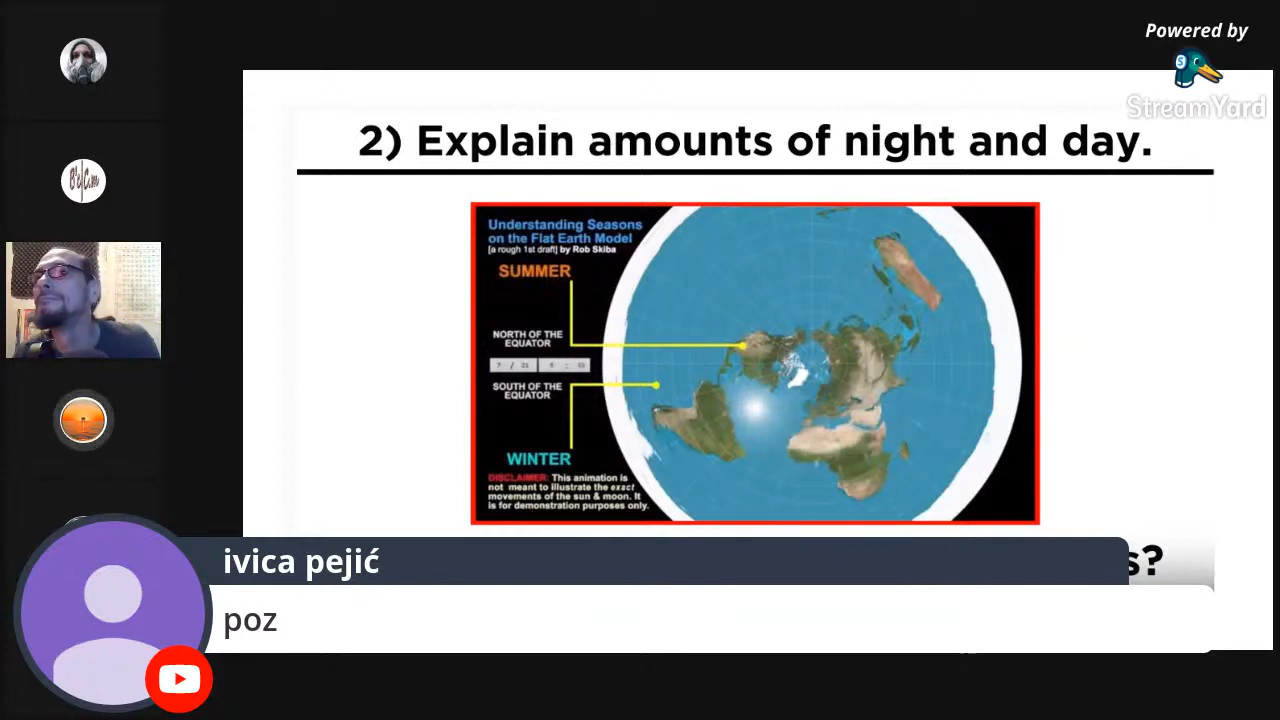 Powered by
StreamYard
2) Explain amounts of night and day.
Understanding Seasons
on the Flat Earth Model
[a rough 1st draft] by Rob Skiba
SUMMER
NORTH OF THE
EQUATOR
SOUTH OF THE
EQUATOR
WINTER
DISCLAIMER: This animation is
not meant to illustrate the exact
movements of the sun & moon. It
is for demonstration purposes only.
s?
ivica pejić
poz